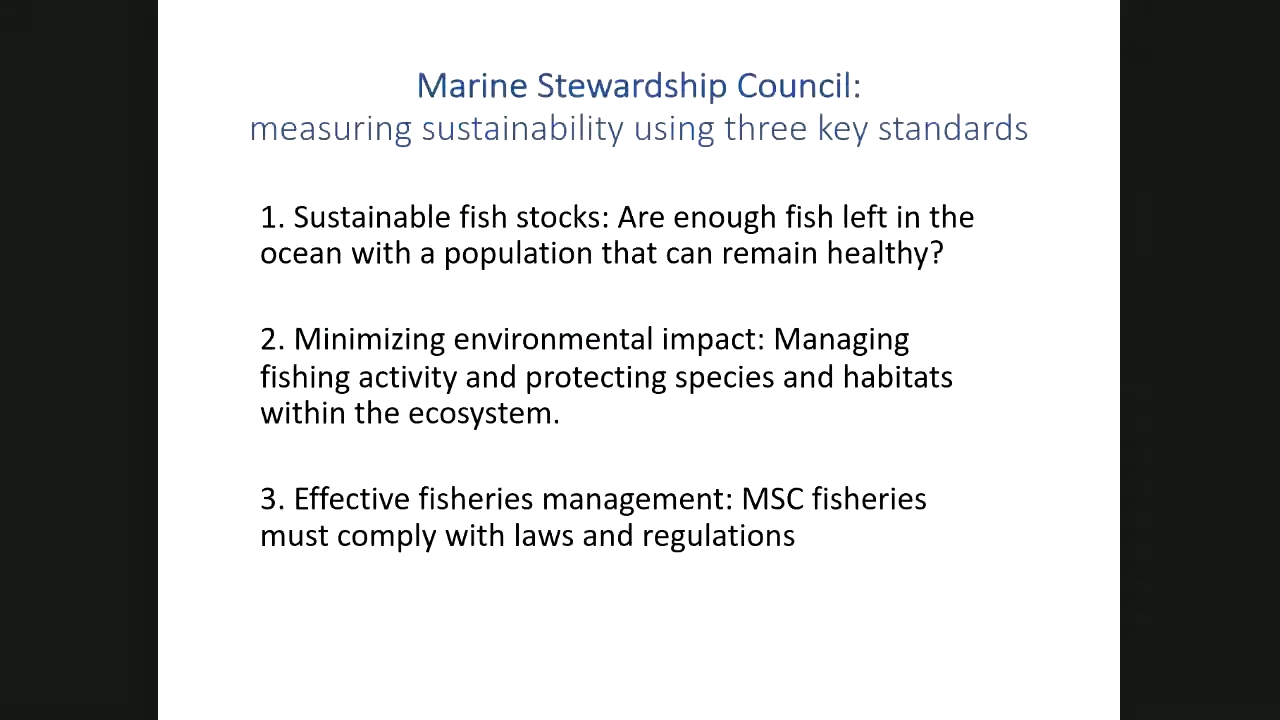 Marine Stewardship Council:
measuring sustainability using three key standards
1. Sustainable fish stocks: Are enough fish left in the
ocean with a population that can remain healthy?
2. Minimizing environmental impact: Managing
fishing activity and protecting species and habitats
within the ecosystem.
3. Effective fisheries management: MSC fisheries
must comply with laws and regulations